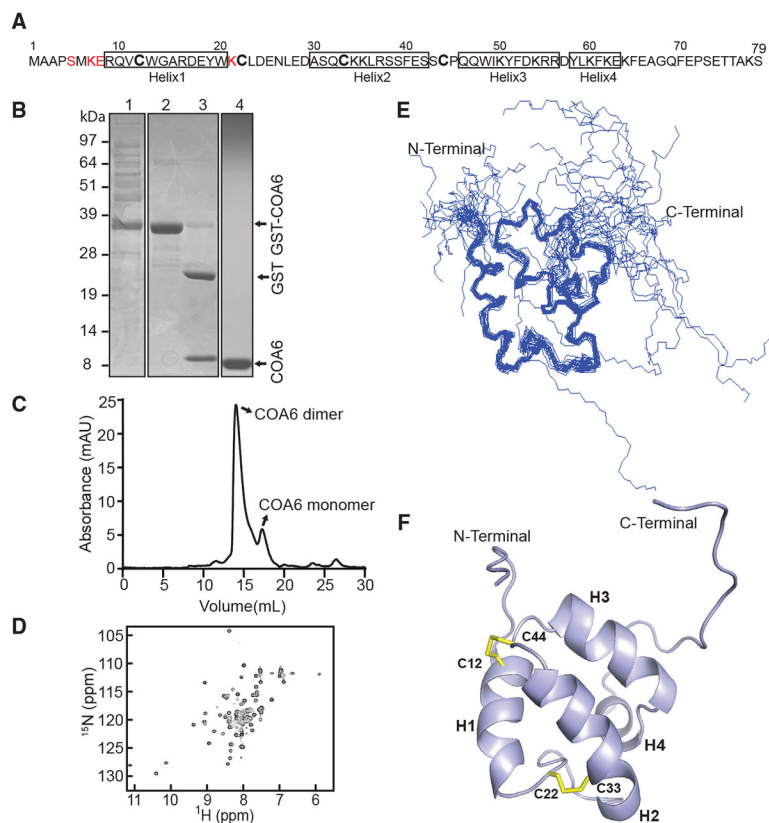 A
1 10 20 30 40 50 60 70 79
MAAPSMKERQVCWGARDEYWKCLDENLEDASQCKKLRSSFESSCPQQWIKYFDKRRDYLKFKEKFEAGQFEPSETTAKS
Helix1 Helix2 Helix3 Helix4
B
kDa 1 2 3 4
97
64
51
39
28
19
14
8
GST-COA6
GST
COA6
C
Absorbance (mAU)
25
20
15
10
5
0
COA6 dimer
COA6 monomer
0 5 10 15 20 25 30
Volume(mL)
D
15N (ppm)
105
110
115
120
125
130
11 10 9 8 7 6
1H (ppm)
E
N-Terminal
C-Terminal
F
C-Terminal
N-Terminal
H3
C44
C12
H1
H4
C22
C33
H2